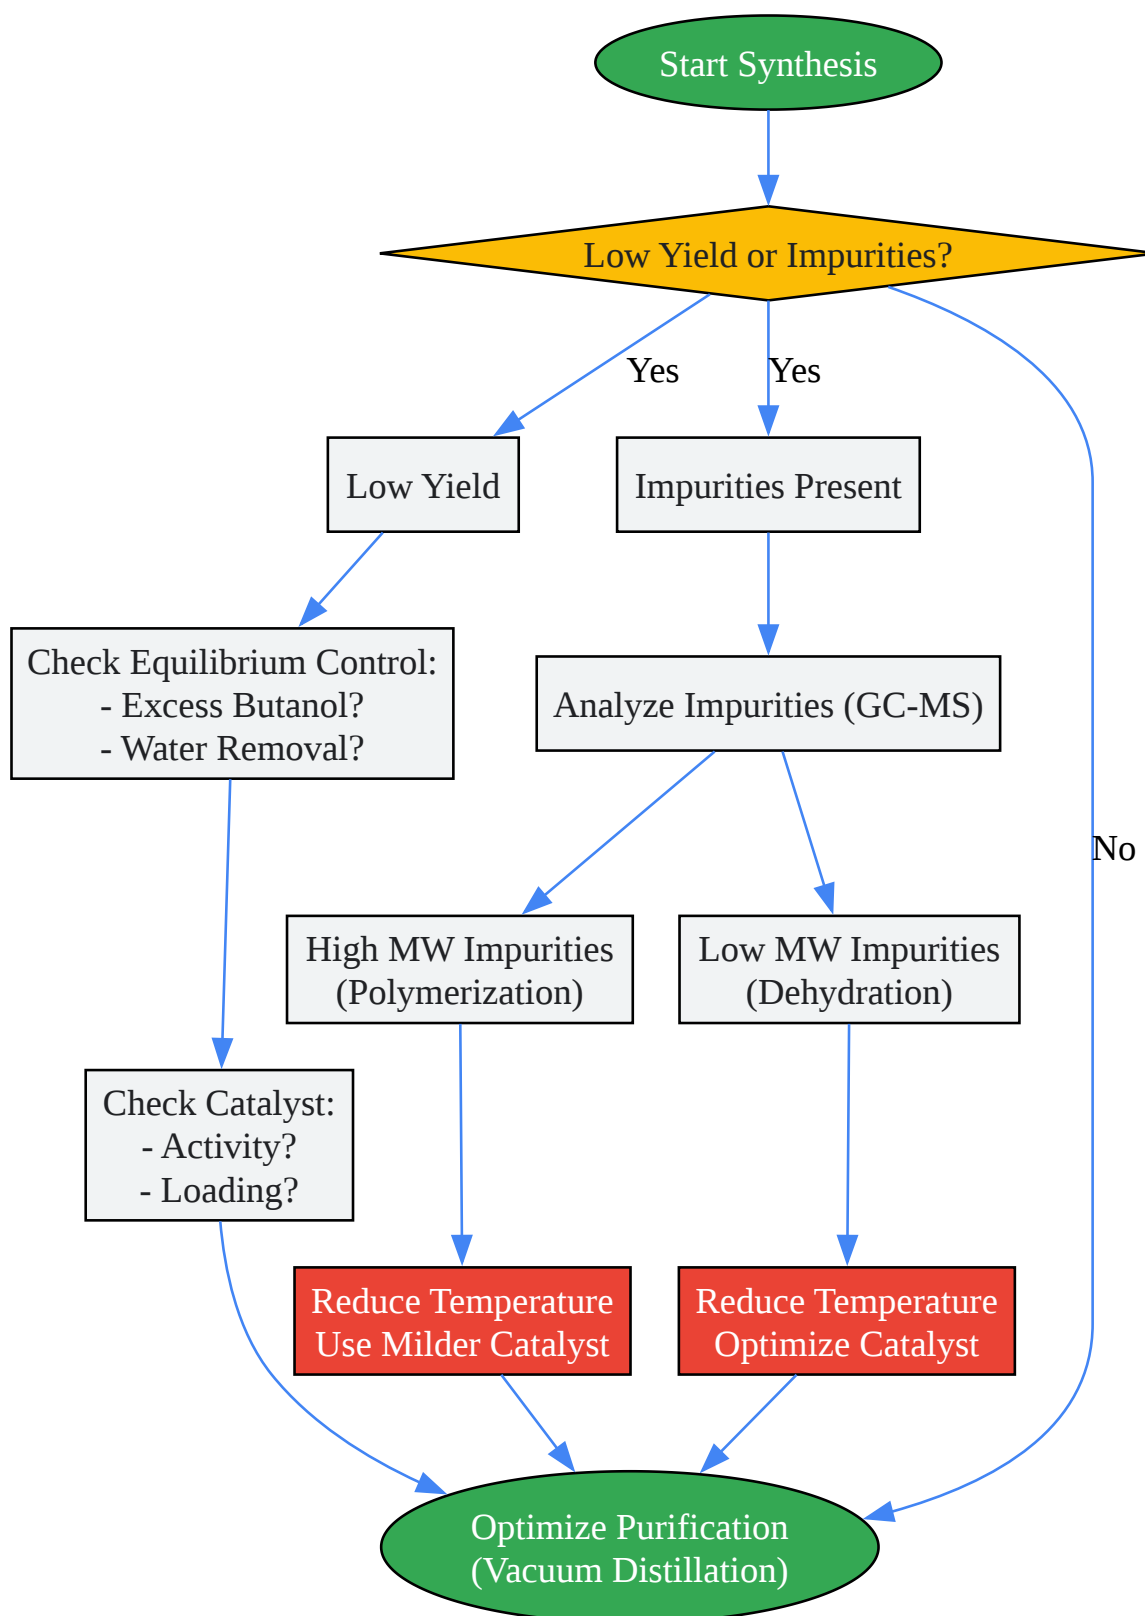 Start Synthesis
Low Yield or Impurities?
Yes
Yes
Low Yield
Impurities Present
Check Equilibrium Control:
- Excess Butanol?
- Water Removal?
Analyze Impurities (GC-MS)
No
High MW Impurities
(Polymerization)
Low MW Impurities
(Dehydration)
Check Catalyst:
- Activity?
- Loading?
Reduce Temperature
Use Milder Catalyst
Reduce Temperature
Optimize Catalyst
Optimize Purification
(Vacuum Distillation)